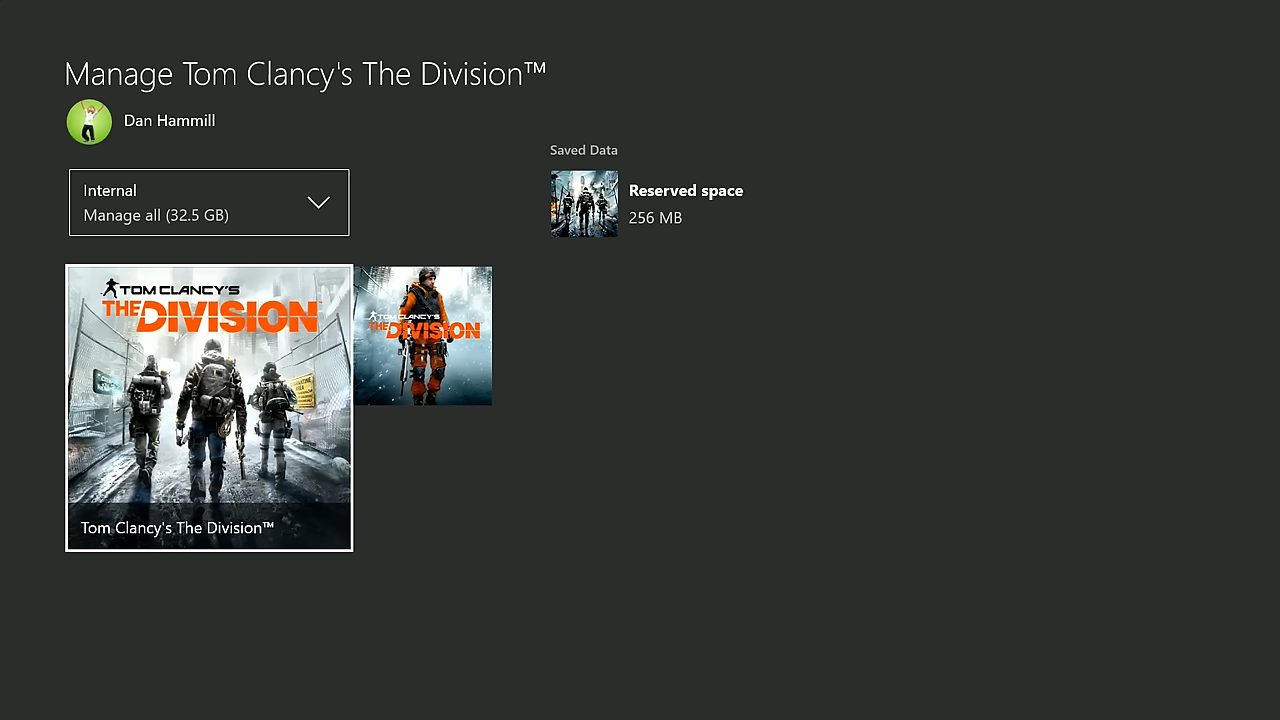 Manage Tom Clancy's The Division™
Dan Hammill
Internal
Manage all (32.5 GB)
Saved Data
Reserved space
256 MB
TOM CLANCY'S
THE DIVISION
Tom Clancy's The Division™
TOM CLANCY'S
THE DIVISION